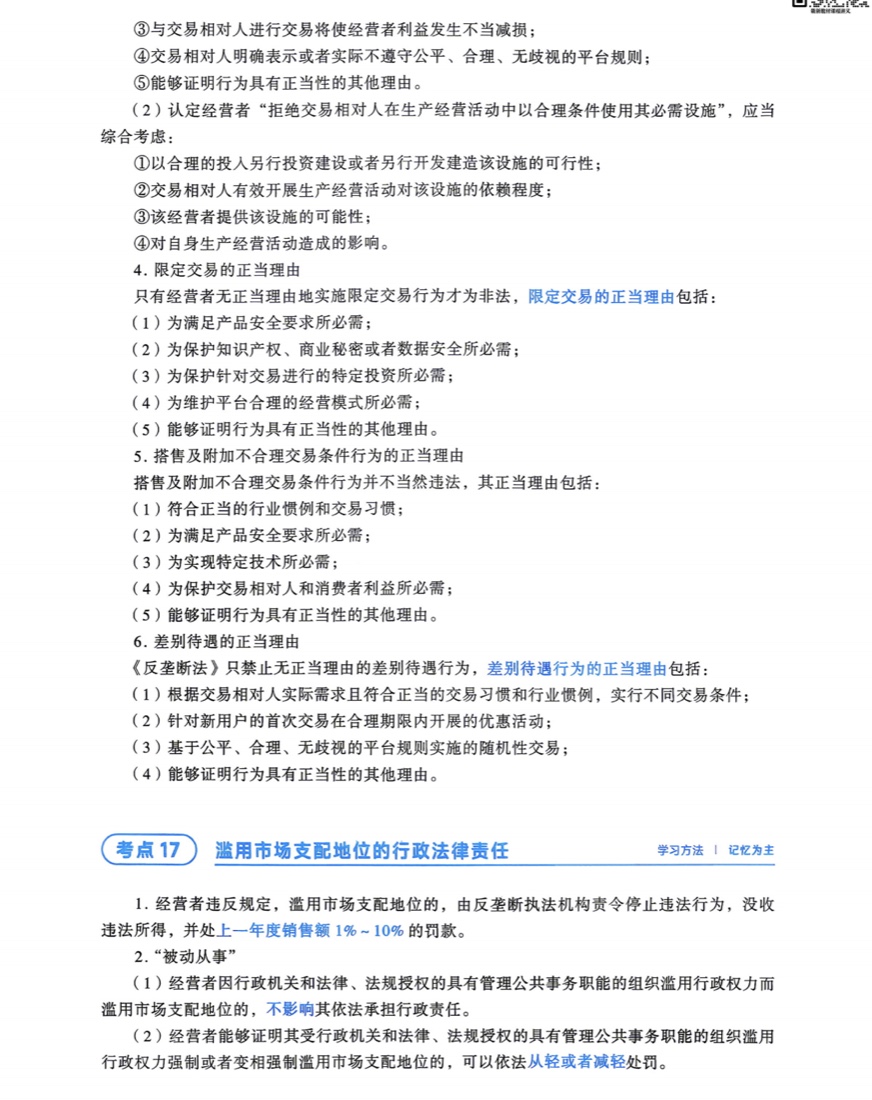 ③与交易相对人进行交易将使经营者利益发生不当减损；
④交易相对人明确表示或者实际不遵守公平、合理、无歧视的平台规则；
⑤能够证明行为具有正当性的其他理由。
（2）认定经营者“拒绝交易相对人在生产经营活动中以合理条件使用其必需设施”，应当
综合考虑：
①以合理的投入另行投资建设或者另行开发建造该设施的可行性；
②交易相对人有效开展生产经营活动对该设施的依赖程度；
③该经营者提供该设施的可能性；
④对自身生产经营活动造成的影响。
4. 限定交易的正当理由
只有经营者无正当理由地实施限定交易行为才为非法，限定交易的正当理由包括：
（1）为满足产品安全要求所必需；
（2）为保护知识产权、商业秘密或者数据安全所必需；
（3）为保护针对交易进行的特定投资所必需；
（4）为维护平台合理的经营模式所必需；
（5）能够证明行为具有正当性的其他理由。
5. 搭售及附加不合理交易条件行为的正当理由
搭售及附加不合理交易条件行为并不当然违法，其正当理由包括：
（1）符合正当的行业惯例和交易习惯；
（2）为满足产品安全要求所必需；
（3）为实现特定技术所必需；
（4）为保护交易相对人和消费者利益所必需；
（5）能够证明行为具有正当性的其他理由。
6. 差别待遇的正当理由
《反垄断法》只禁止无正当理由的差别待遇行为，差别待遇行为的正当理由包括：
（1）根据交易相对人实际需求且符合正当的交易习惯和行业惯例，实行不同交易条件；
（2）针对新用户的首次交易在合理期限内开展的优惠活动；
（3）基于公平、合理、无歧视的平台规则实施的随机性交易；
（4）能够证明行为具有正当性的其他理由。
考点 17 滥用市场支配地位的行政法律责任 学习方法 | 记忆为主
1. 经营者违反规定，滥用市场支配地位的，由反垄断执法机构责令停止违法行为，没收
违法所得，并处上一年度销售额 1% ~ 10% 的罚款。
2. “被动从事”
（1）经营者因行政机关和法律、法规授权的具有管理公共事务职能的组织滥用行政权力而
滥用市场支配地位的，不影响其依法承担行政责任。
（2）经营者能够证明其受行政机关和法律、法规授权的具有管理公共事务职能的组织滥用
行政权力强制或者变相强制滥用市场支配地位的，可以依法从轻或者减轻处罚。